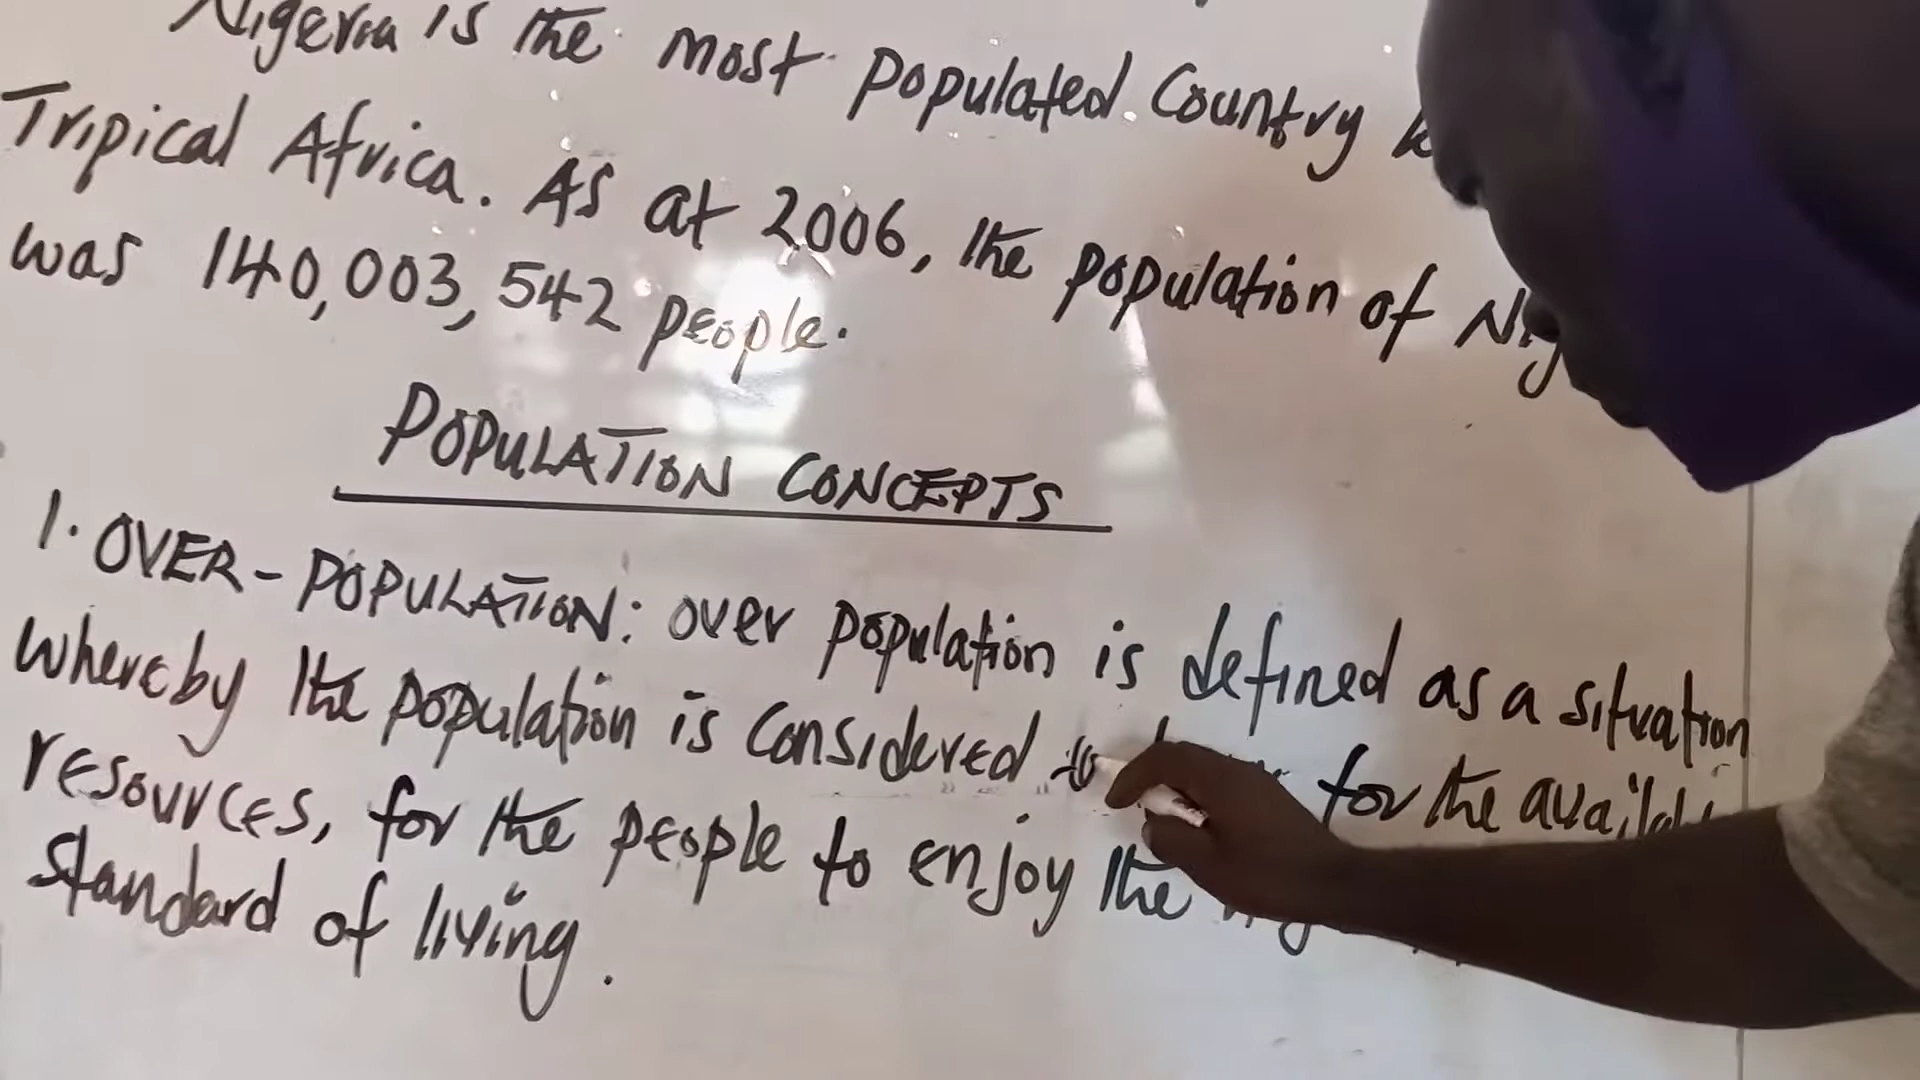 Nigeria is the most populated Country
Tripical Africa. As at 2006, the population of
was 140,003,542 people.
POPULATION CONCEPTS
1. OVER-POPULATION: over population is defined as a situation
whereby the population is considered for the
resources, for the people to enjoy the
standard of living.